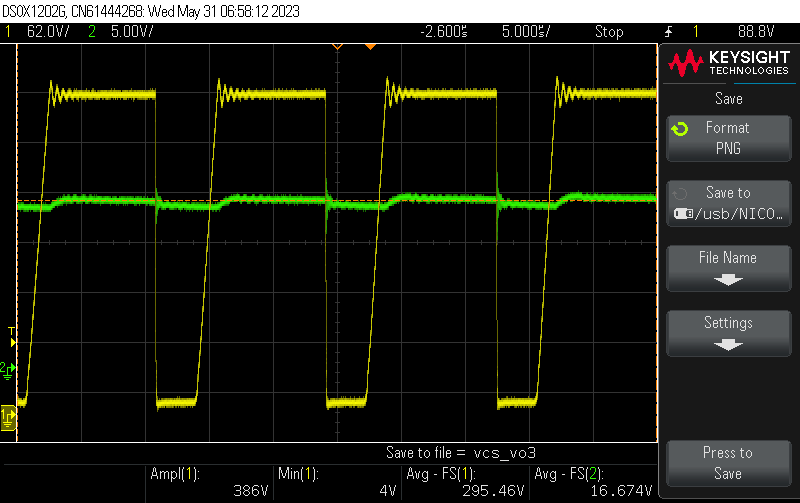 DSOX1202G, CN61444268: Wed May 31 06:58:12 2023
1 62.0V/ 2 5.00V/ -2.600ms 5.000ms/ Stop 1 88.8V
KEYSIGHT
TECHNOLOGIES
Save
Format
PNG
Save to
/usb/NICO...
File Name
Settings
T
2
1
Save to file = vcs_vo3
Ampl(1): Min(1): Avg - FS(1): Avg - FS(2):
386V 4V 295.46V 16.674V
Press to
Save